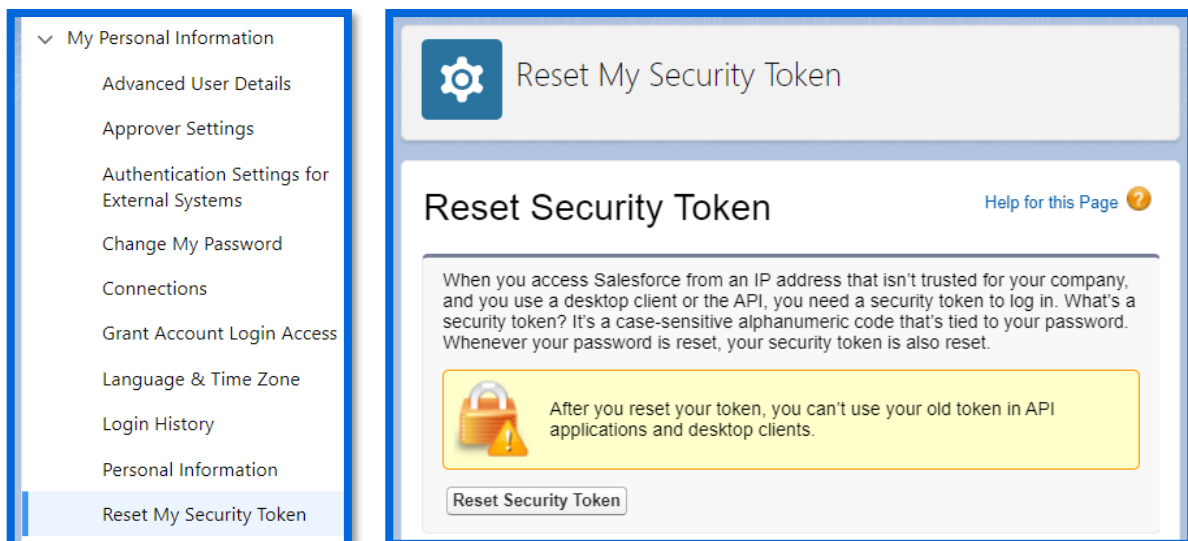 My Personal Information
Advanced User Details
Approver Settings
Authentication Settings for
External Systems
Change My Password
Connections
Grant Account Login Access
Language & Time Zone
Login History
Personal Information
Reset My Security Token
Reset My Security Token
Reset Security Token
Help for this Page
When you access Salesforce from an IP address that isn't trusted for your company,
and you use a desktop client or the API, you need a security token to log in. What's a
security token? It's a case-sensitive alphanumeric code that's tied to your password.
Whenever your password is reset, your security token is also reset.
After you reset your token, you can't use your old token in API
applications and desktop clients.
Reset Security Token